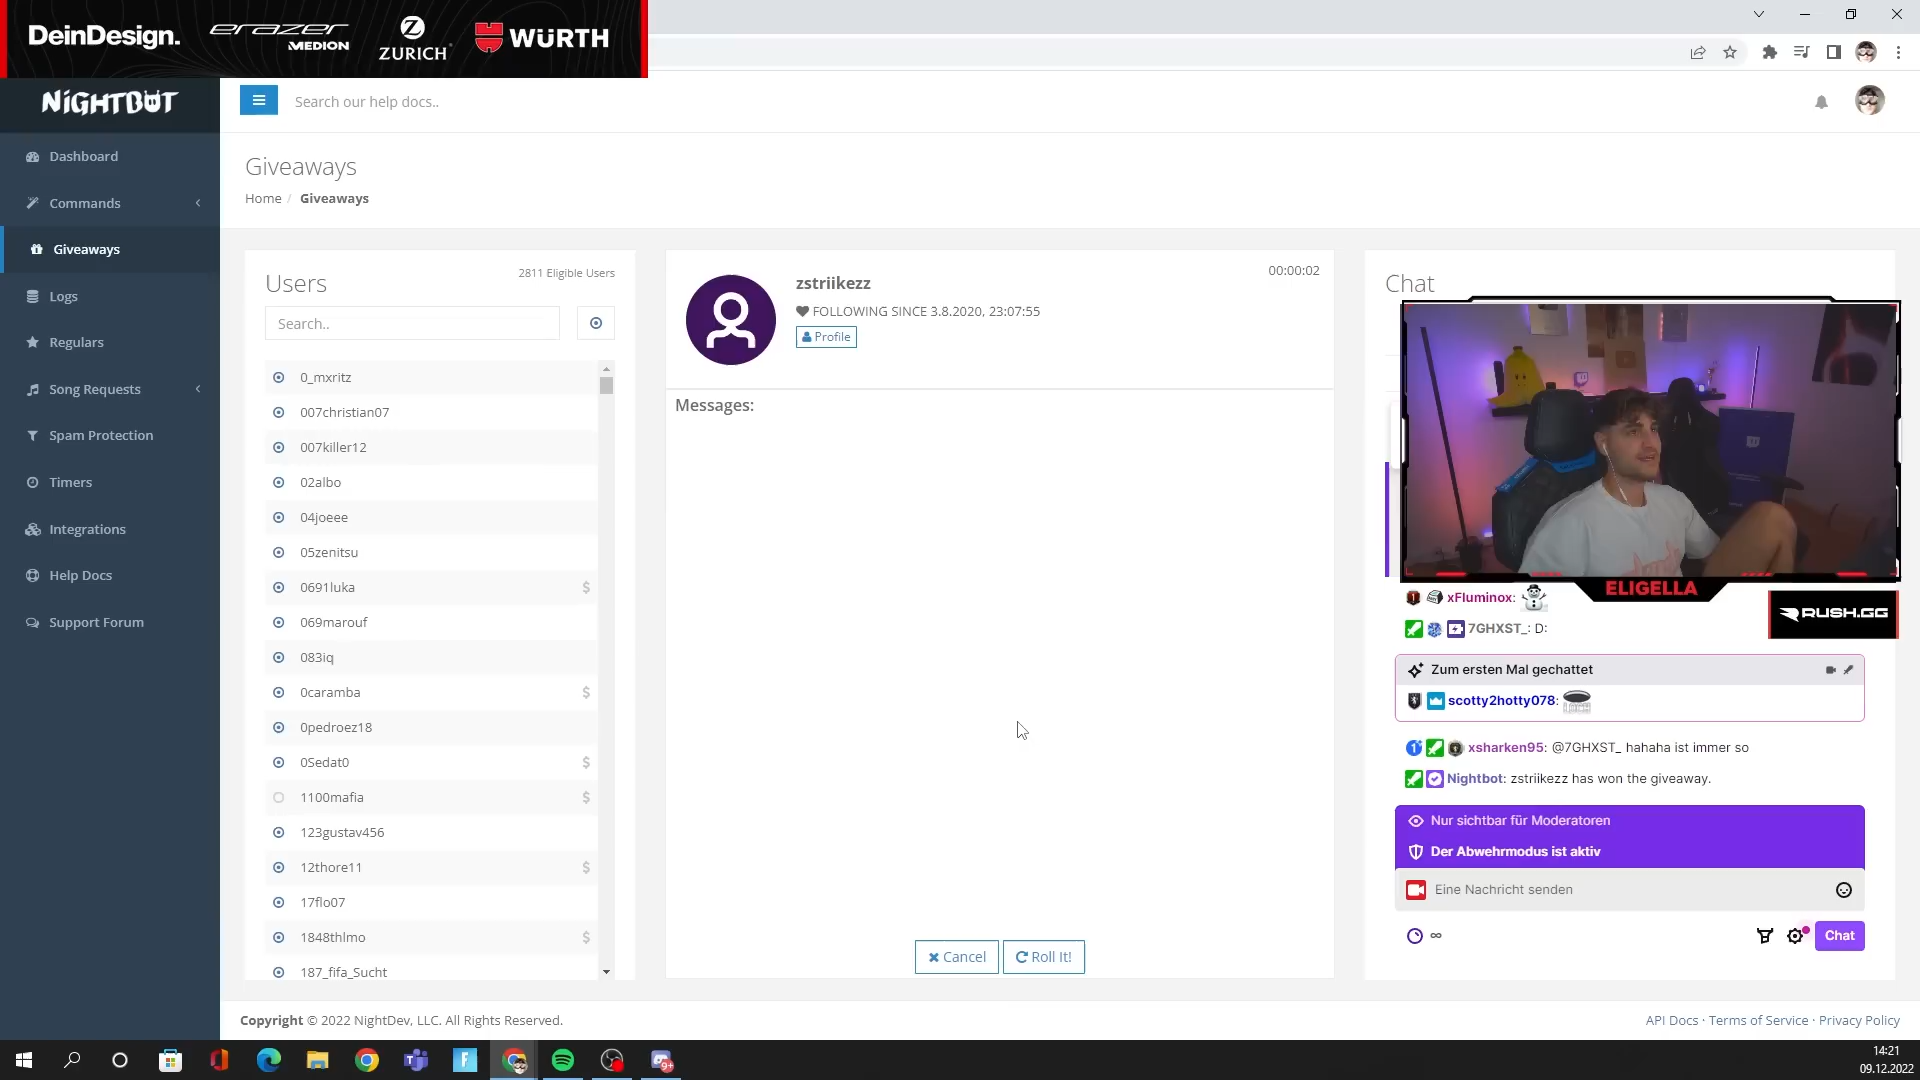 DeinDesign.
erazer
MEDION
ZURICH
WÜRTH
NiGHTBOT
Search our help docs..
Dashboard
Commands
Giveaways
Logs
Regulars
Song Requests
Spam Protection
Timers
Integrations
Help Docs
Support Forum
Giveaways
Home / Giveaways
Users
2811 Eligible Users
Search..
0_mxritz
007christian07
007killer12
02albo
04joeee
05zenitsu
0691luka $
069marouf
083iq
0caramba $
0pedroez18
0Sedat0 $
1100mafia $
123gustav456
12thore11 $
17flo07
1848thlmo $
187_fifa_Sucht
zstriikezz
00:00:02
FOLLOWING SINCE 3.8.2020, 23:07:55
Profile
Messages:
Cancel
Roll It!
Chat
ELIGELLA
RUSH.GG
xFluminox:
7GHXST_: D:
Zum ersten Mal gechattet
scotty2hotty078:
xsharken95: @7GHXST_ hahaha ist immer so
Nightbot: zstriikezz has won the giveaway.
Nur sichtbar für Moderatoren
Der Abwehrmodus ist aktiv
Eine Nachricht senden
∞
Chat
Copyright © 2022 NightDev, LLC. All Rights Reserved.
API Docs · Terms of Service · Privacy Policy
9+
14:21
09.12.2022